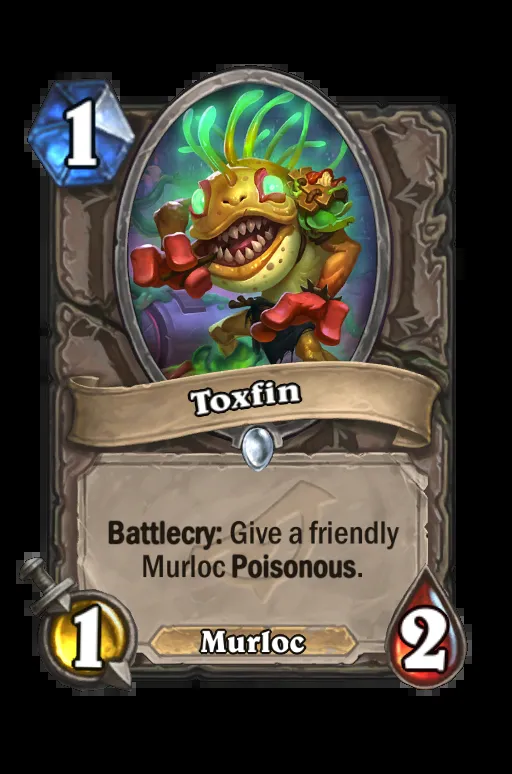 1
Toxfin
Battlecry: Give a friendly
Murloc Poisonous.
1
Murloc
2